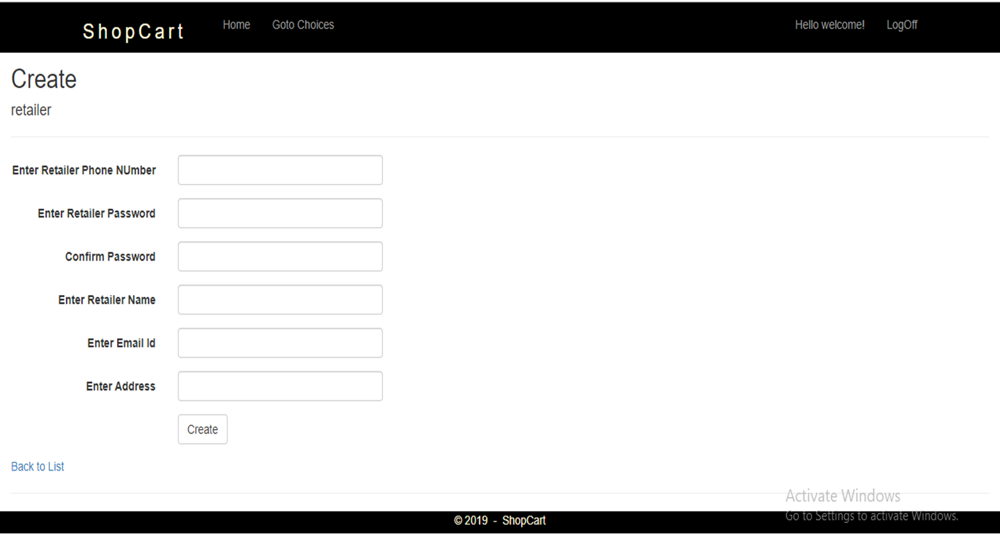 ShopCart Home Goto Choices Hello welcome! LogOff
Create
retailer
Enter Retailer Phone NUmber
Enter Retailer Password
Confirm Password
Enter Retailer Name
Enter Email Id
Enter Address
Create
Back to List
Activate Windows
Go to Settings to activate Windows.
© 2019 - ShopCart